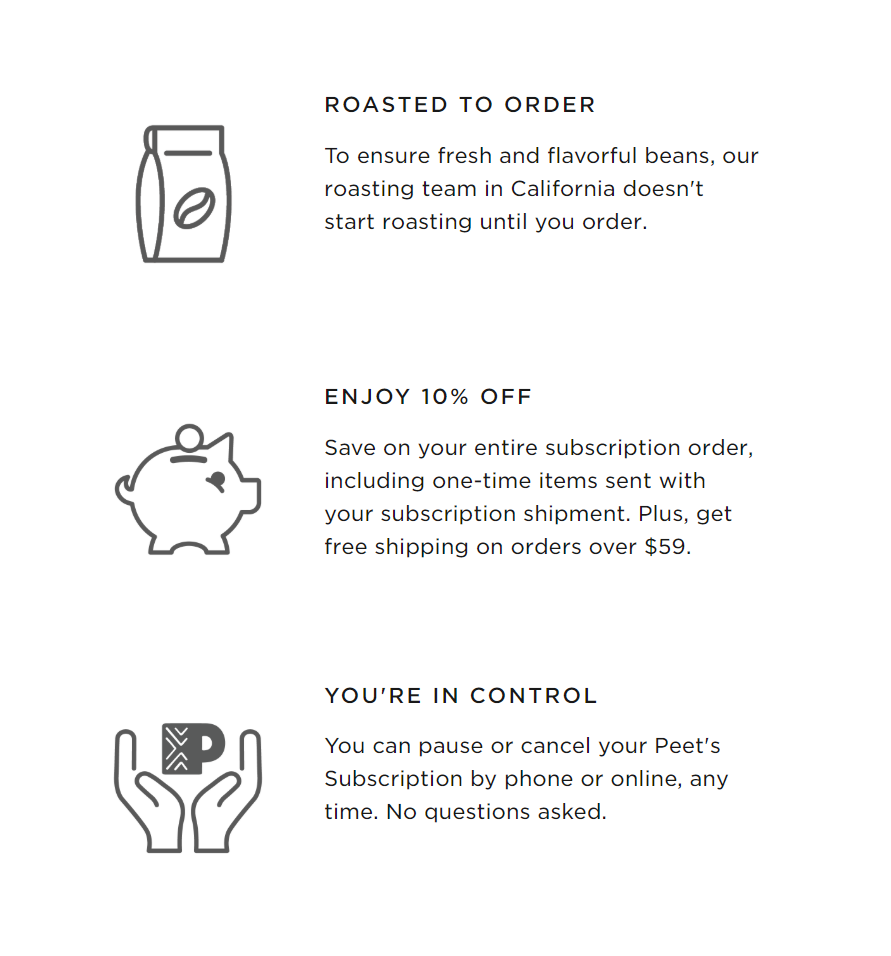 ROASTED TO ORDER
To ensure fresh and flavorful beans, our
roasting team in California doesn't
start roasting until you order.
ENJOY 10% OFF
Save on your entire subscription order,
including one-time items sent with
your subscription shipment. Plus, get
free shipping on orders over $59.
P
YOU'RE IN CONTROL
You can pause or cancel your Peet's
Subscription by phone or online, any
time. No questions asked.